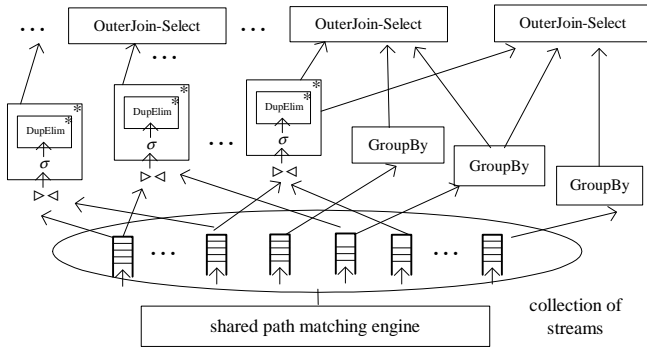 ... OuterJoin-Select ... OuterJoin-Select OuterJoin-Select
...
DupElim * * DupElim * * DupElim * *
σ σ ... σ GroupBy GroupBy GroupBy
▷◁ ▷◁ ▷◁
... ...
shared path matching engine
collection of
streams